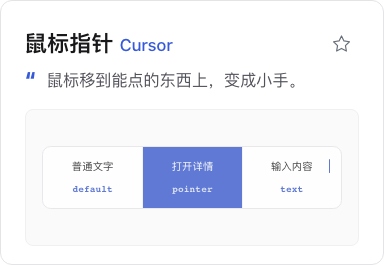 鼠标指针 Cursor
“ 鼠标移到能点的东西上，变成小手。
普通文字 打开详情 输入内容
default pointer text